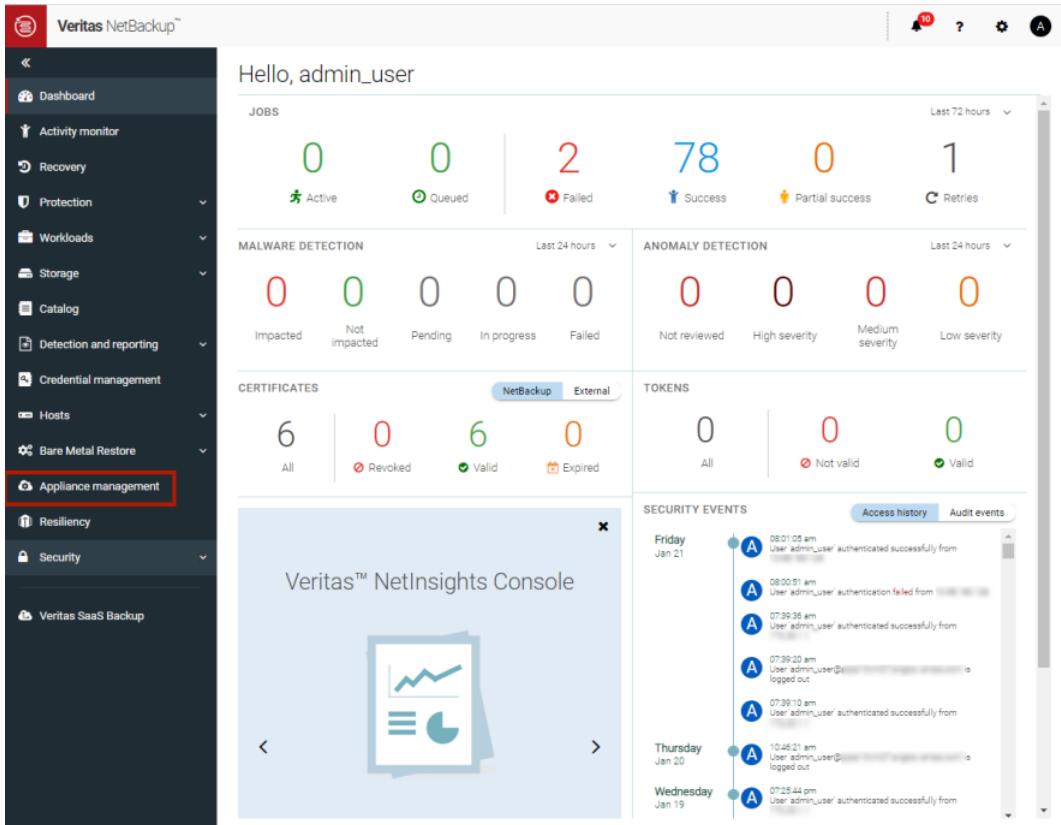 Veritas NetBackup™
10
?
A
«
Dashboard
Activity monitor
Recovery
Protection
Workloads
Storage
Catalog
Detection and reporting
Credential management
Hosts
Bare Metal Restore
Appliance management
Resiliency
Security
Veritas SaaS Backup
Hello, admin_user
JOBS
Last 72 hours
0
0
2
78
0
1
Active
Queued
Failed
Success
Partial success
Retries
MALWARE DETECTION
Last 24 hours
0
0
0
0
0
Impacted
Not
impacted
Pending
In progress
Failed
ANOMALY DETECTION
Last 24 hours
0
0
0
0
Not reviewed
High severity
Medium
severity
Low severity
CERTIFICATES
NetBackup
External
6
0
6
0
All
Revoked
Valid
Expired
TOKENS
0
0
0
All
Not valid
Valid
Veritas™ NetInsights Console
SECURITY EVENTS
Access history
Audit events
Friday
Jan 21
A
08:01:05 am
User 'admin_user' authenticated successfully from
A
08:00:51 am
User 'admin_user' authentication failed from
A
07:39:36 am
User 'admin_user' authenticated successfully from
A
07:39:20 am
User admin_user@ is
logged out
A
07:39:10 am
User 'admin_user' authenticated successfully from
Thursday
Jan 20
A
10:46:21 am
User admin_user@ is
logged out
Wednesday
Jan 19
A
07:25:44 pm
User 'admin_user' authenticated successfully from